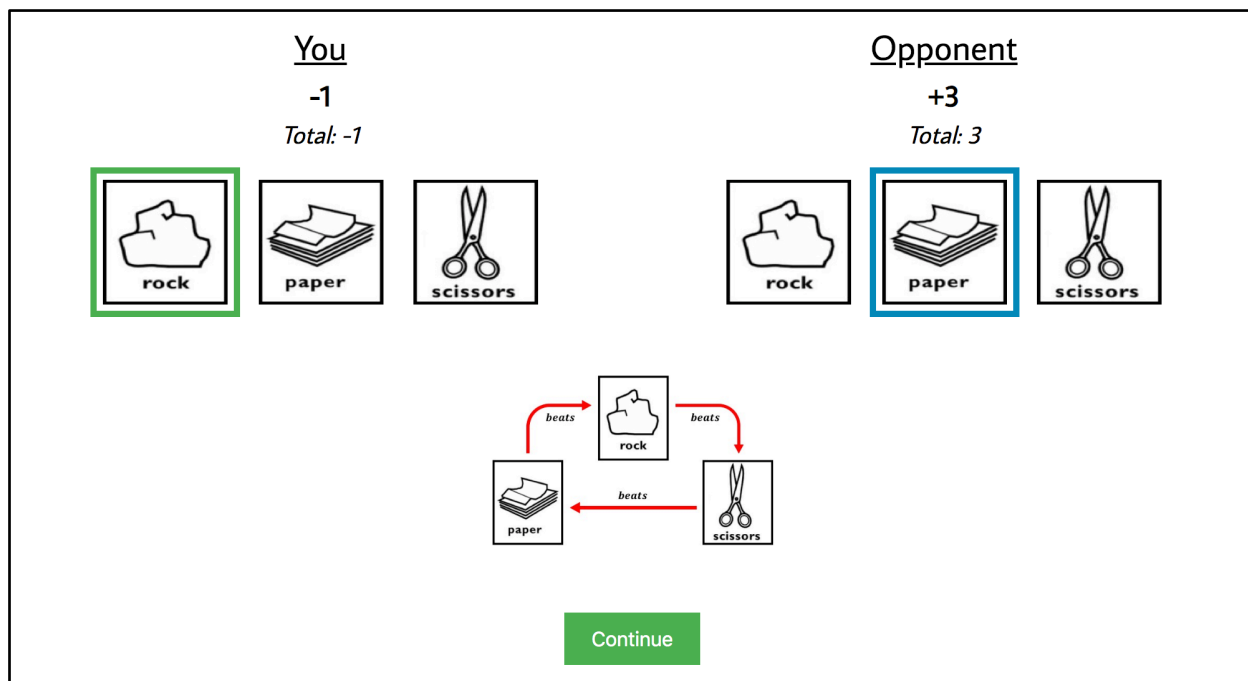 You
-1
Total: -1
rock
paper
scissors
Opponent
+3
Total: 3
rock
paper
scissors
rock
beats
beats
paper
beats
scissors
Continue